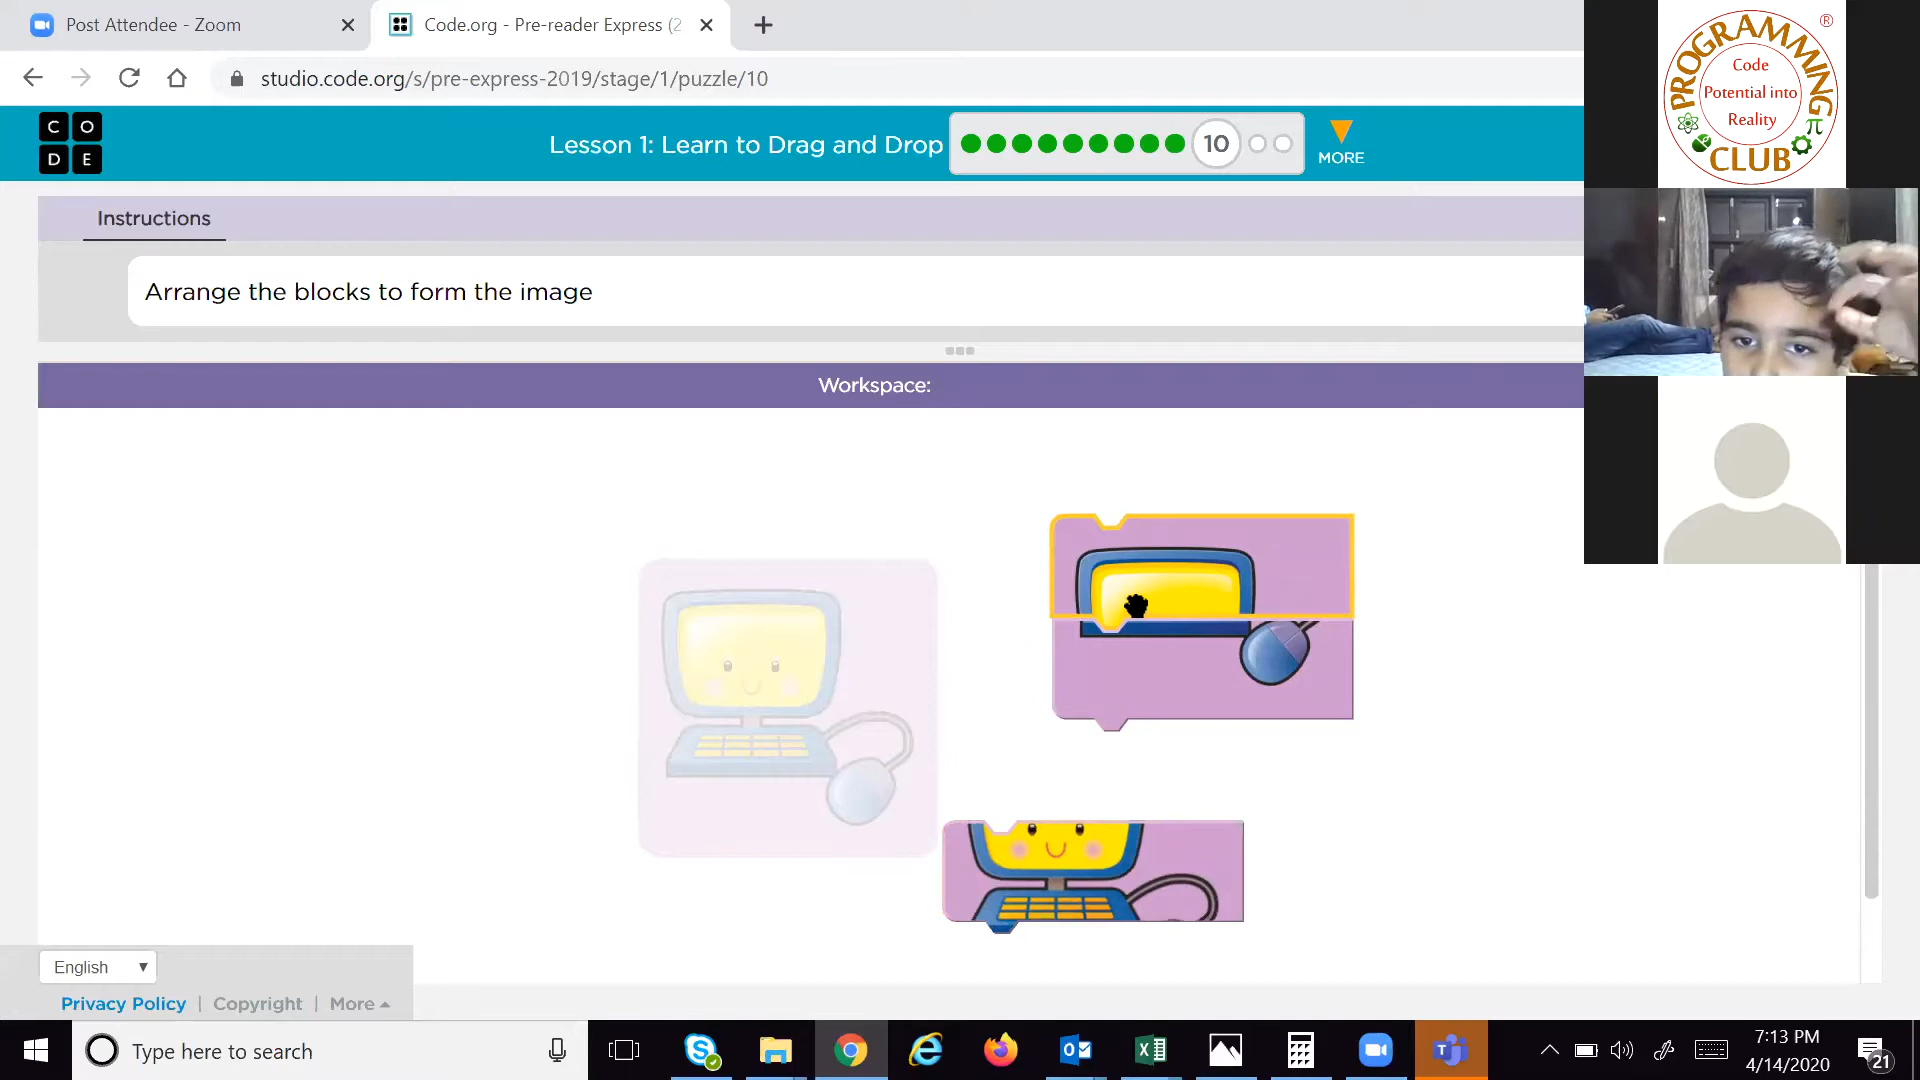 Post Attendee - Zoom
Code.org - Pre-reader Express (2
studio.code.org/s/pre-express-2019/stage/1/puzzle/10
C O
D E
Lesson 1: Learn to Drag and Drop
10
MORE
PROGRAMMING
®
Code
Potential into
Reality
CLUB
Instructions
Arrange the blocks to form the image
Workspace:
English
Privacy Policy | Copyright | More
Type here to search
7:13 PM
4/14/2020
21